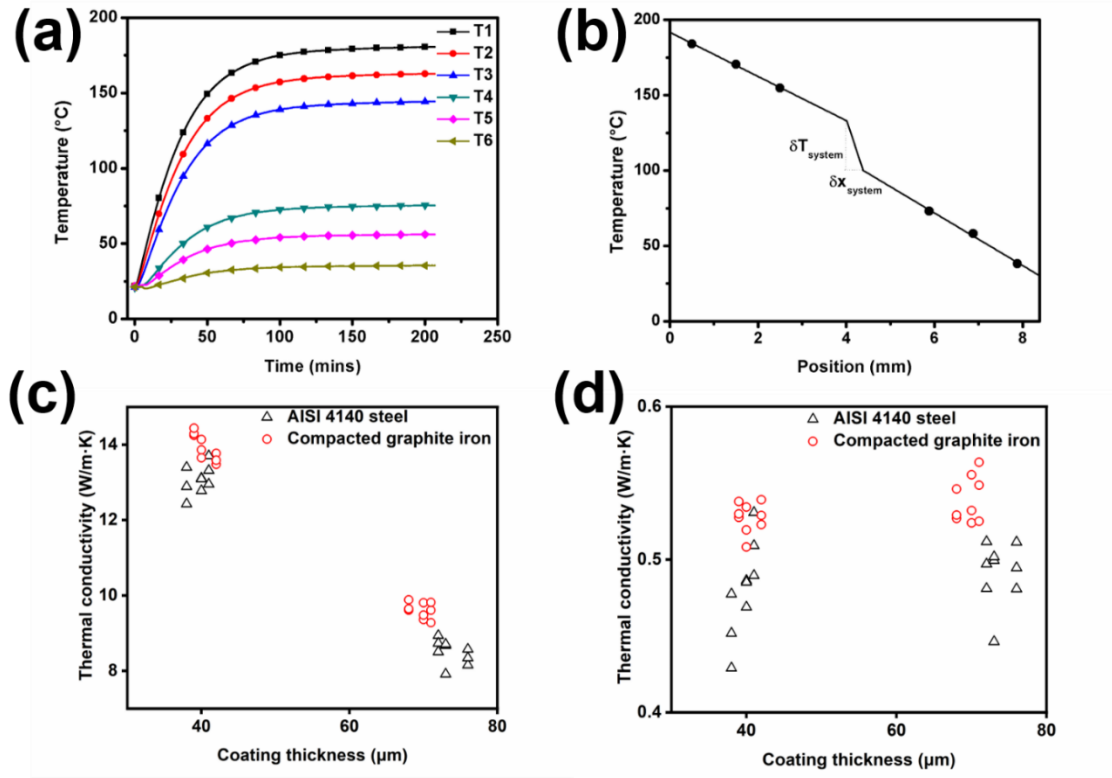 (a)
Temperature (°C)
200
150
100
50
0
0 50 100 150 200 250
Time (mins)
T1
T2
T3
T4
T5
T6
(b)
Temperature (°C)
200
150
100
50
0
0 2 4 6 8
Position (mm)
δTsystem
δxsystem
(c)
Thermal conductivity (W/m·K)
14
12
10
8
40 60 80
Coating thickness (μm)
AISI 4140 steel
Compacted graphite iron
(d)
Thermal conductivity (W/m·K)
0.6
0.5
0.4
40 60 80
Coating thickness (μm)
AISI 4140 steel
Compacted graphite iron